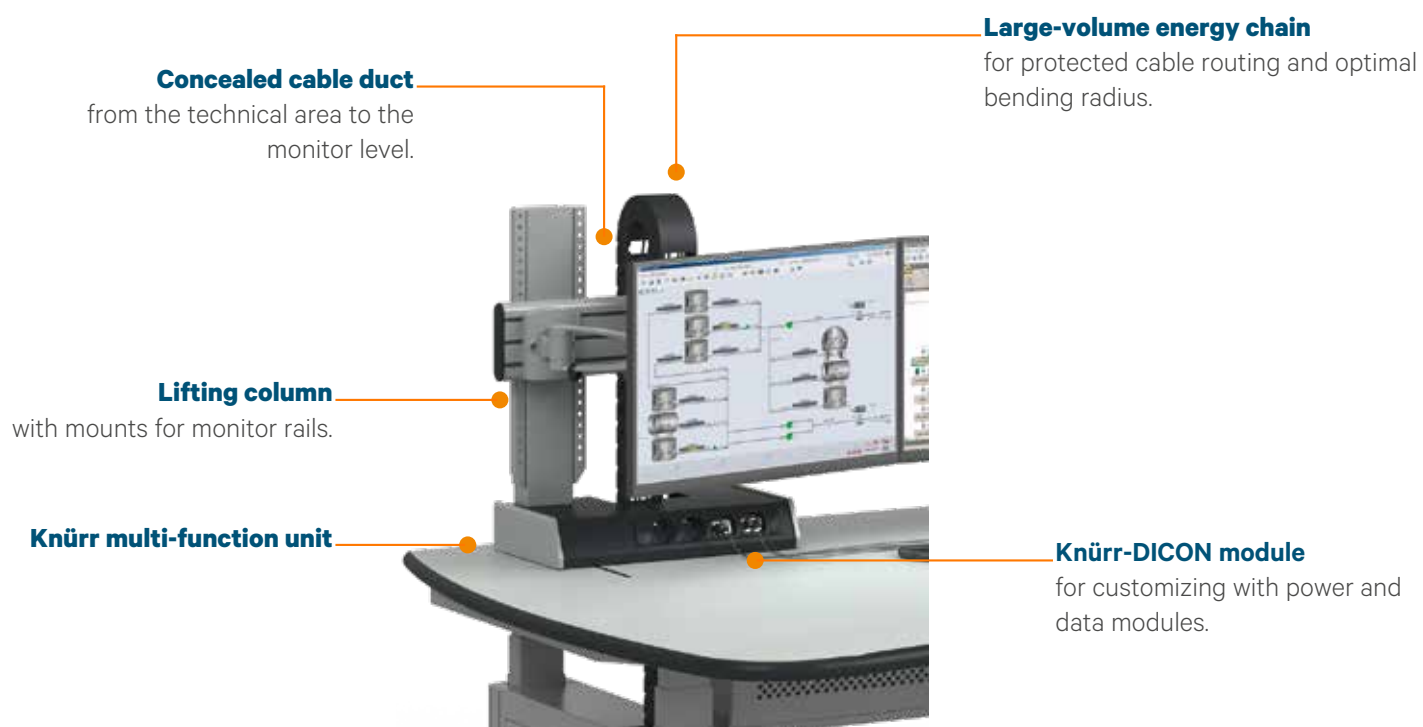 Large-volume energy chain
for protected cable routing and optimal
bending radius.
Concealed cable duct
from the technical area to the
monitor level.
Lifting column
with mounts for monitor rails.
Knürr multi-function unit
Knürr-DICON module
for customizing with power and
data modules.